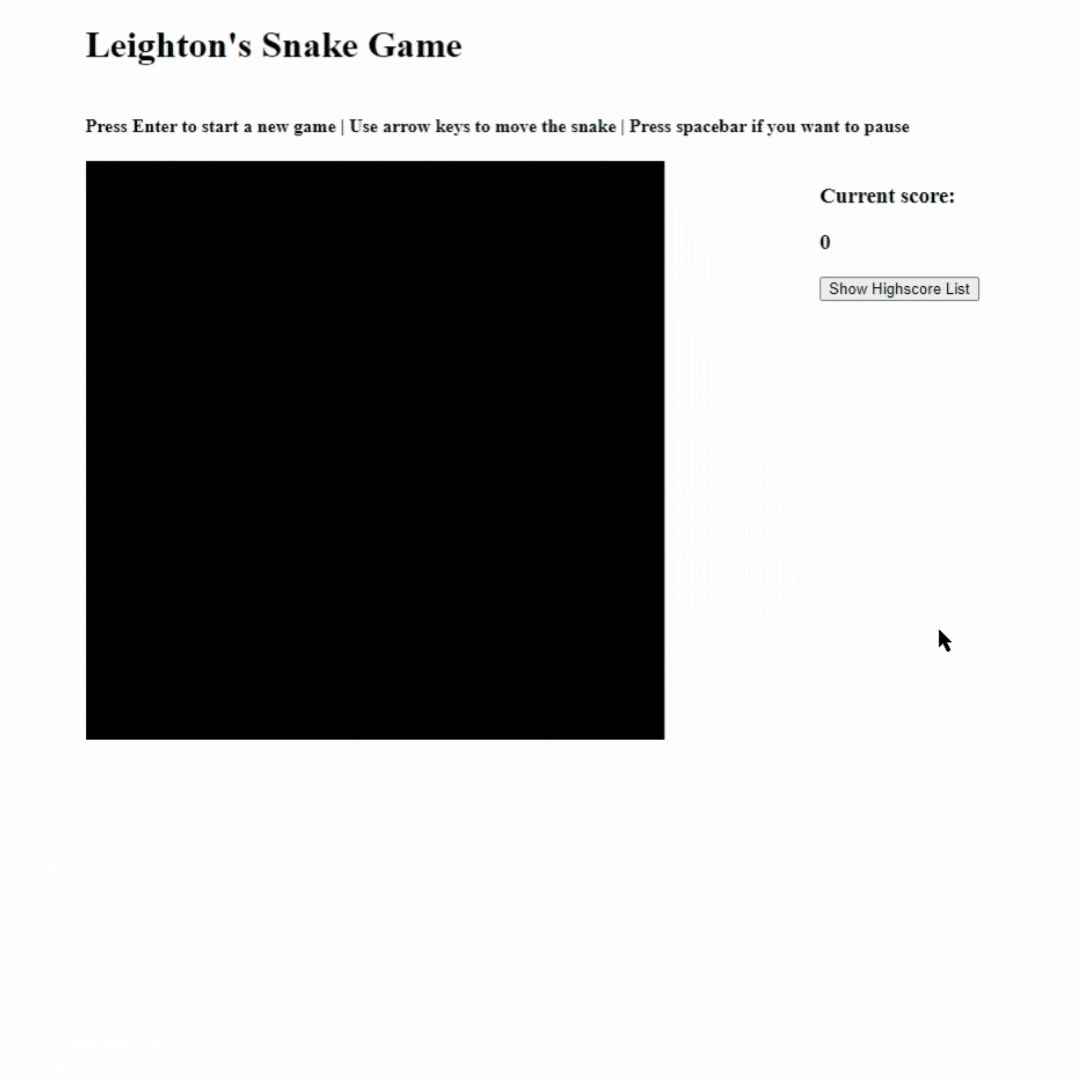 Leighton's Snake Game
Press Enter to start a new game | Use arrow keys to move the snake | Press spacebar if you want to pause
Current score:
0
Show Highscore List